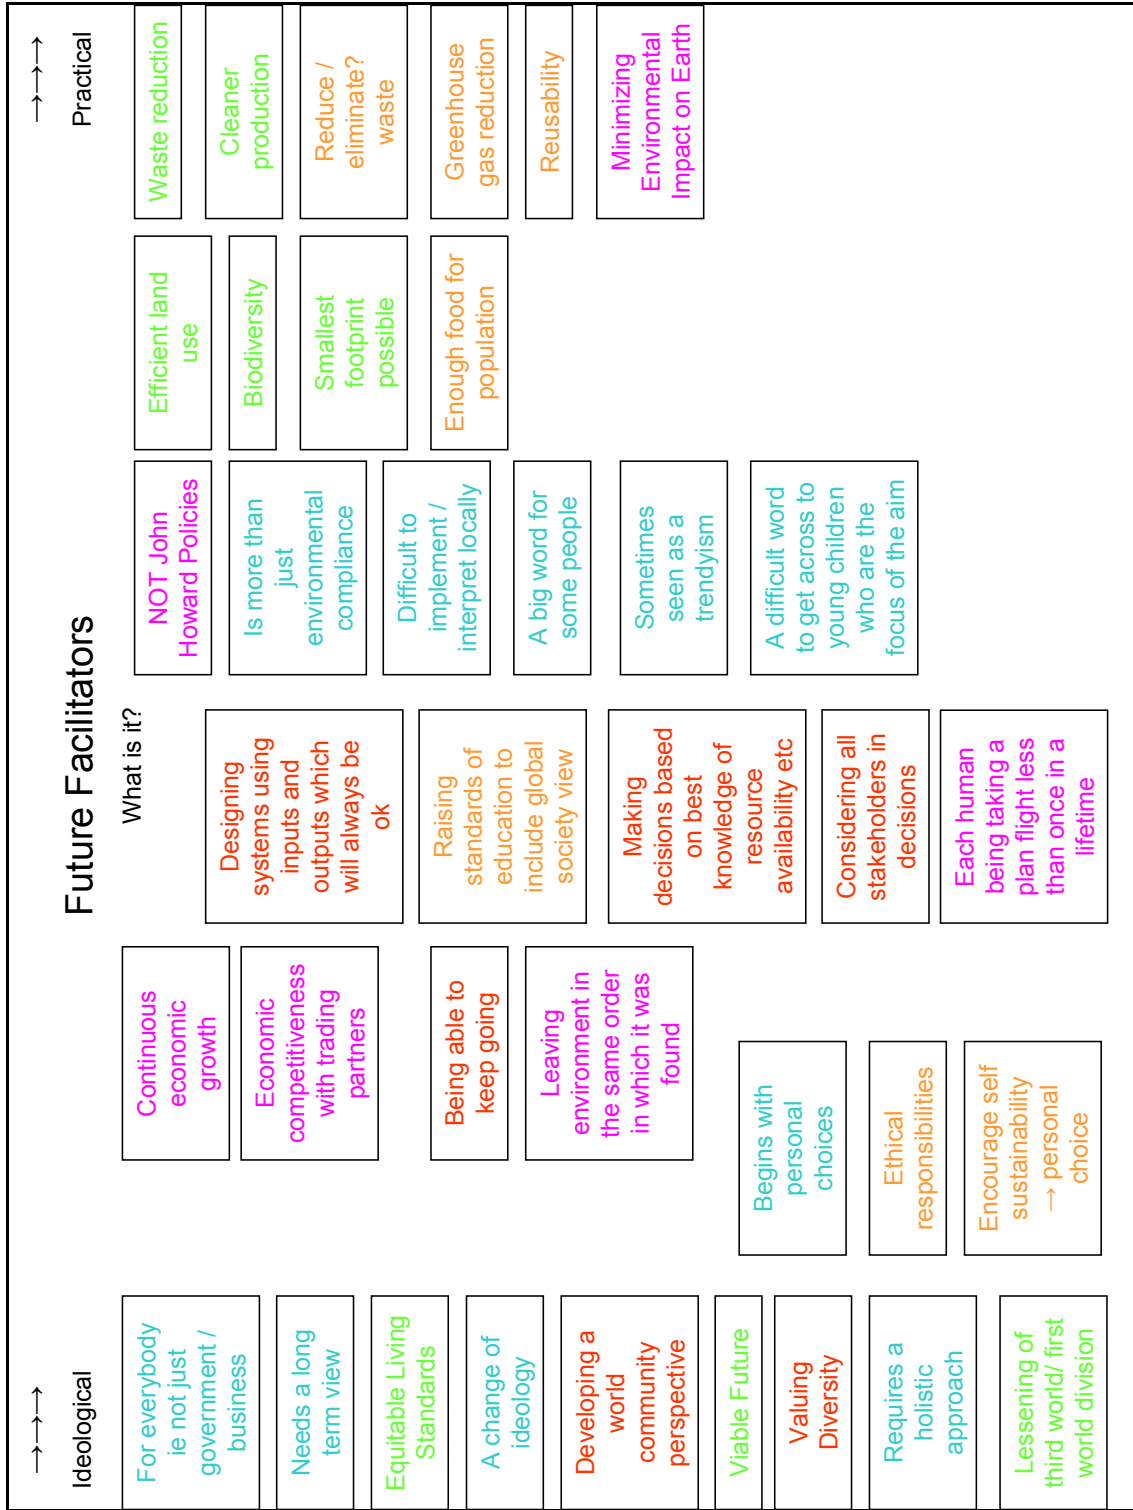 Future Facilitators
→→→
Ideological
What is it?
→→→
Practical
For everybody
ie not just
government /
business
Needs a long
term view
Equitable Living
Standards
A change of
ideology
Developing a
world
community
perspective
Viable Future
Valuing
Diversity
Requires a
holistic
approach
Lessening of
third world/ first
world division
Begins with
personal
choices
Ethical
responsibilities
Encourage self
sustainability
→ personal
choice
Continuous
economic
growth
Economic
competitiveness
with trading
partners
Being able to
keep going
Leaving
environment in
the same order
in which it was
found
Designing
systems using
inputs and
outputs which
will always be
ok
Raising
standards of
education to
include global
society view
Making
decisions based
on best
knowledge of
resource
availability etc
Considering all
stakeholders in
decisions
Each human
being taking a
plan flight less
than once in a
lifetime
NOT John
Howard Policies
Is more than
just
environmental
compliance
Difficult to
implement /
interpret locally
A big word for
some people
Sometimes
seen as a
trendyism
A difficult word
to get across to
young children
who are the
focus of the aim
Efficient land
use
Biodiversity
Smallest
footprint
possible
Enough food for
population
Waste reduction
Cleaner
production
Reduce /
eliminate?
waste
Greenhouse
gas reduction
Reusability
Minimizing
Environmental
Impact on Earth